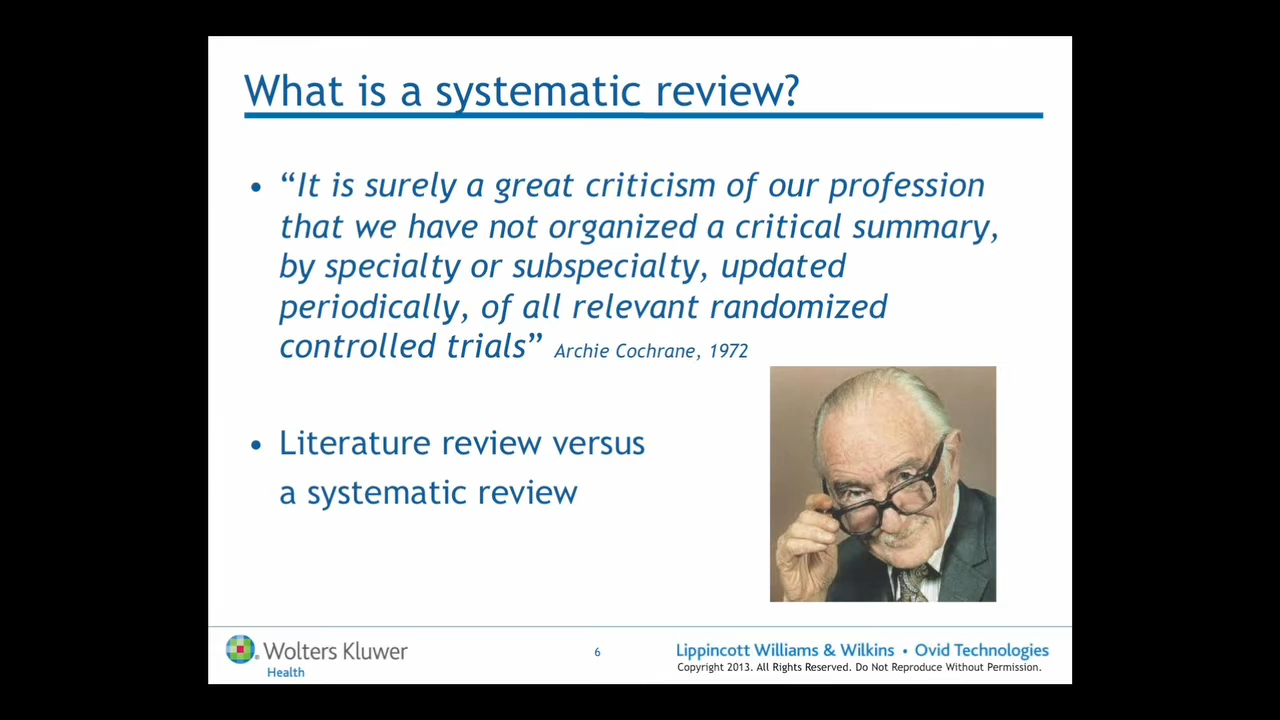 What is a systematic review?
• “It is surely a great criticism of our profession
that we have not organized a critical summary,
by specialty or subspecialty, updated
periodically, of all relevant randomized
controlled trials” Archie Cochrane, 1972
• Literature review versus
a systematic review
Wolters Kluwer
Health
6
Lippincott Williams & Wilkins • Ovid Technologies
Copyright 2013. All Rights Reserved. Do Not Reproduce Without Permission.